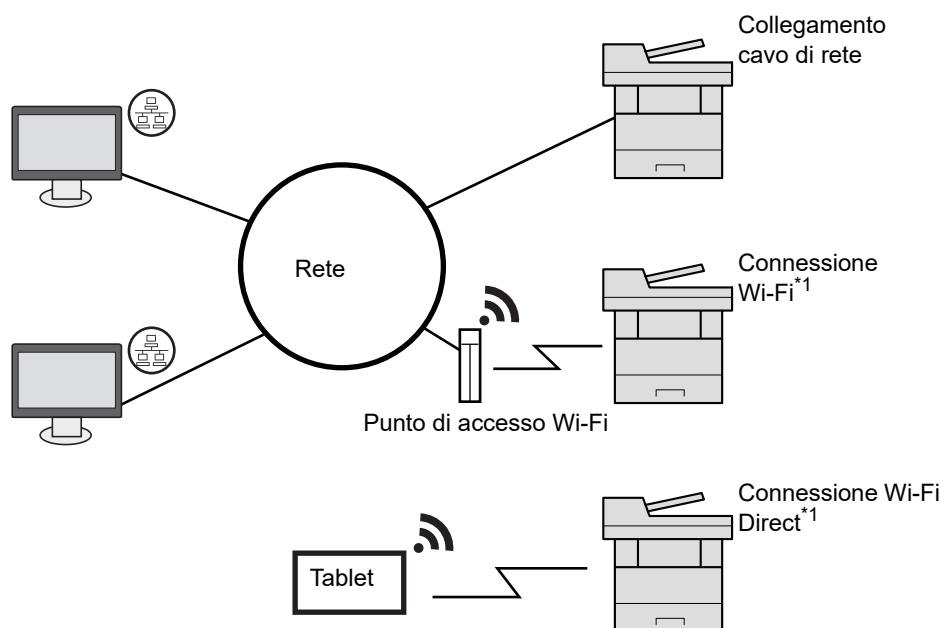 Collegamento
cavo di rete
Rete
Connessione
Wi-Fi*1
Punto di accesso Wi-Fi
Connessione Wi-Fi
Direct*1
Tablet